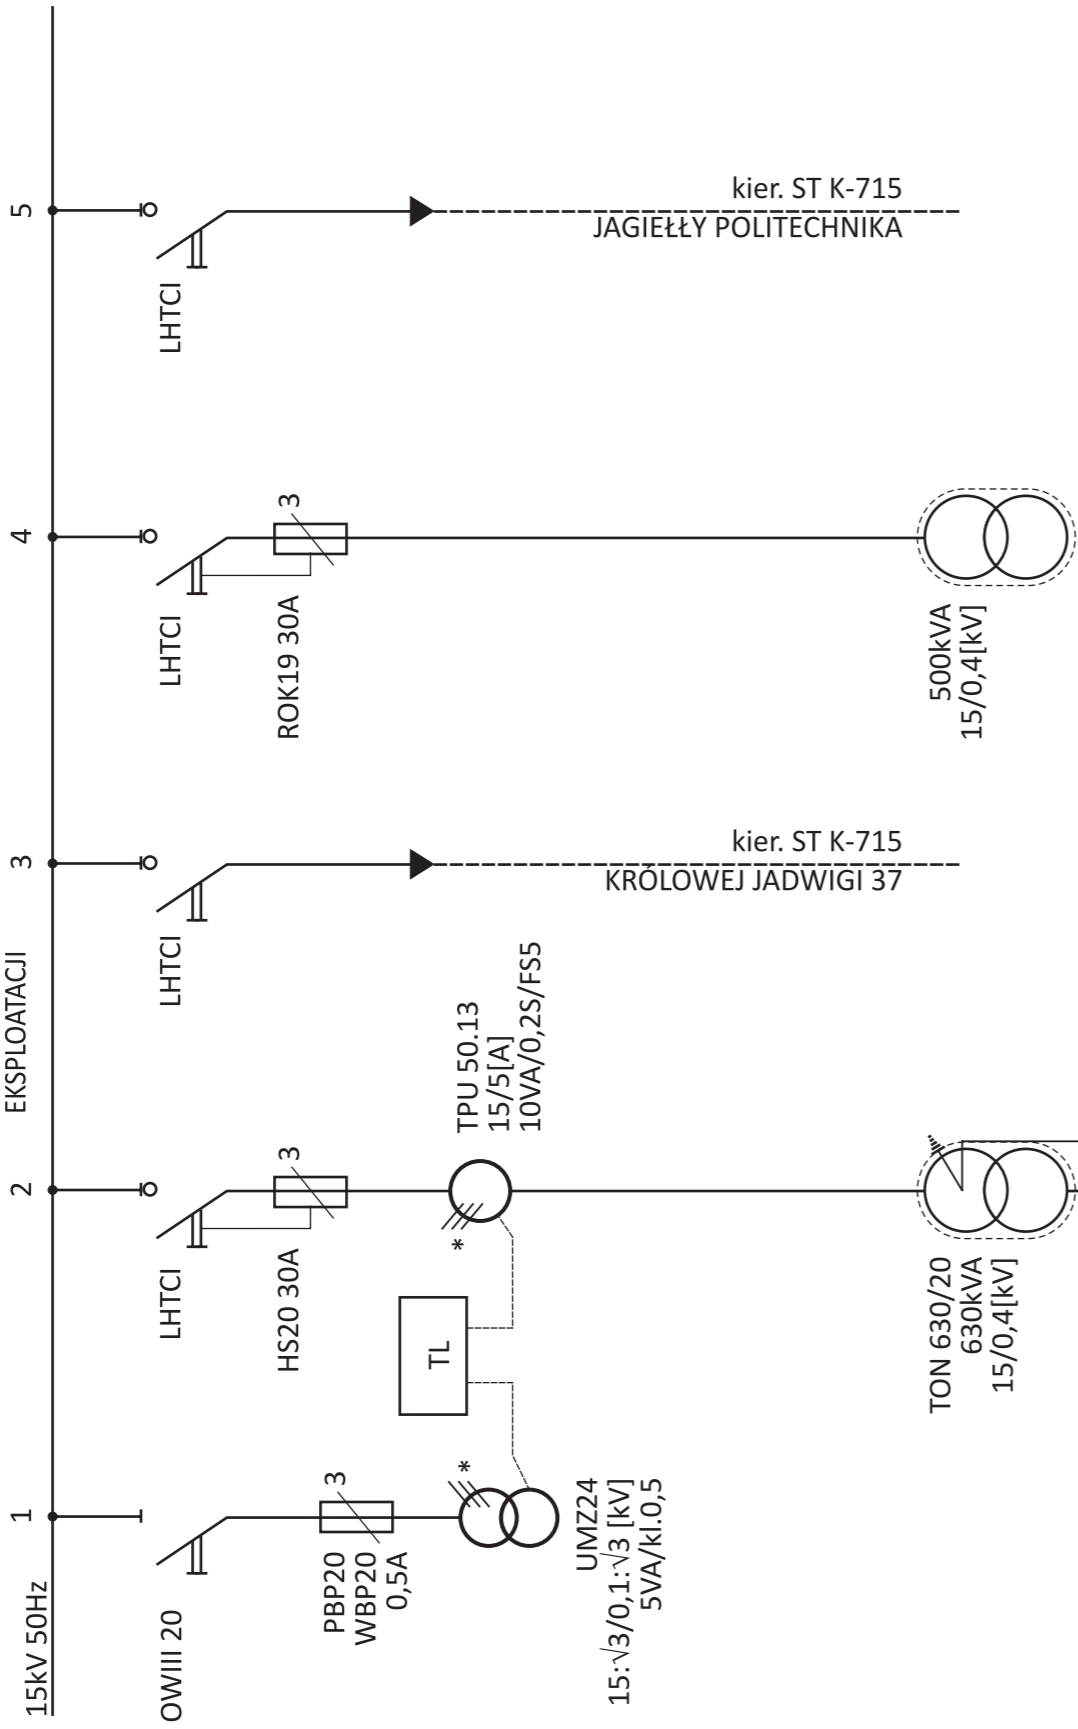 EKSPLOATACJI
15kV 50Hz
1
2
3
4
5
OWIII 20
LHTCI
LHTCI
LHTCI
LHTCI
PBP20
WBP20
0,5A
3
HS20 30A
3
ROK19 30A
3
*
TL
*
TPU 50.13
15/5[A]
10VA/0,2S/FS5
UMZ24
15:√3/0,1:√3 [kV]
5VA/kl.0,5
kier. ST K-715
KRÓLOWEJ JADWIGI 37
kier. ST K-715
JAGIEŁŁY POLITECHNIKA
TON 630/20
630kVA
15/0,4[kV]
500kVA
15/0,4[kV]